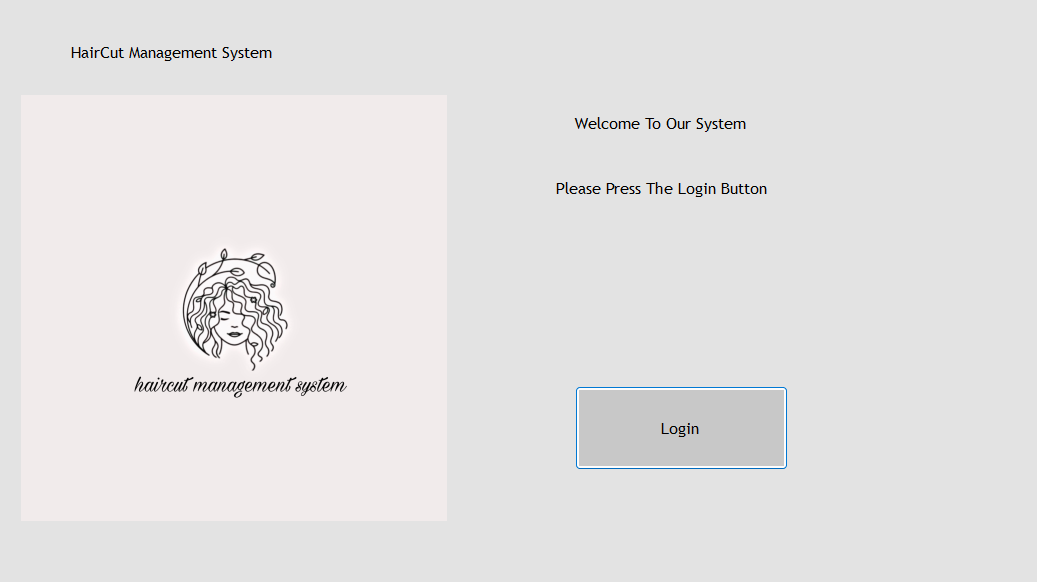 HairCut Management System
Welcome To Our System
Please Press The Login Button
haircut management system
Login